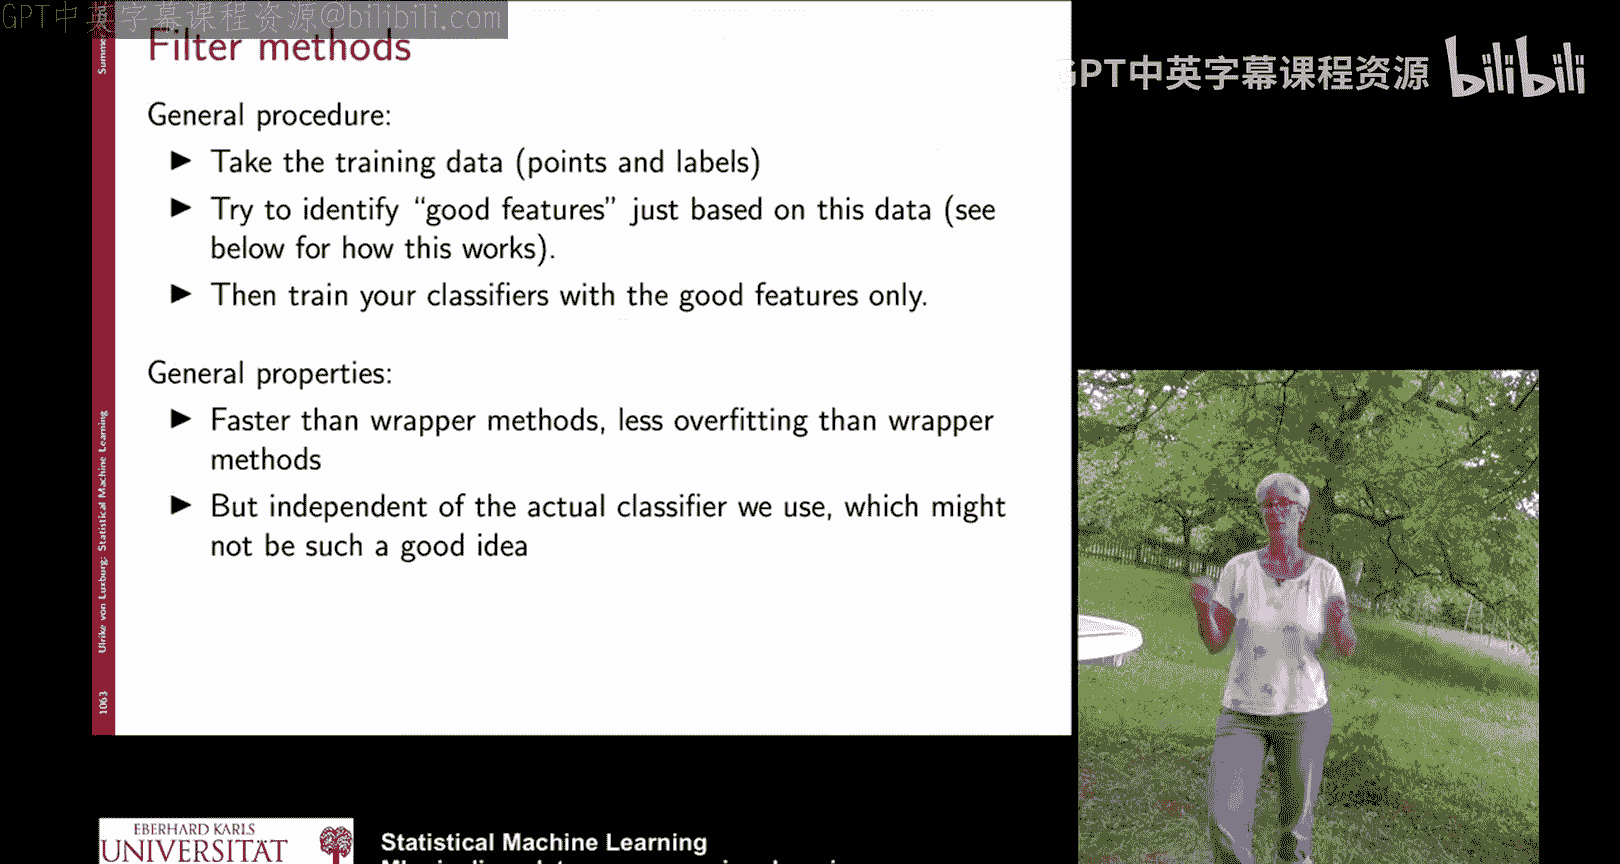 GPT中英字幕课程资源@bilibili.com
Filter methods
GPT中英字幕课程资源 bilibili
General procedure:
▶ Take the training data (points and labels)
▶ Try to identify “good features” just based on this data (see
below for how this works).
▶ Then train your classifiers with the good features only.
General properties:
▶ Faster than wrapper methods, less overfitting than wrapper
methods
▶ But independent of the actual classifier we use, which might
not be such a good idea
Ulrike von Luxburg: Statistical Machine Learning
1063
EBERHARD KARLS
UNIVERSITÄT
Statistical Machine Learning